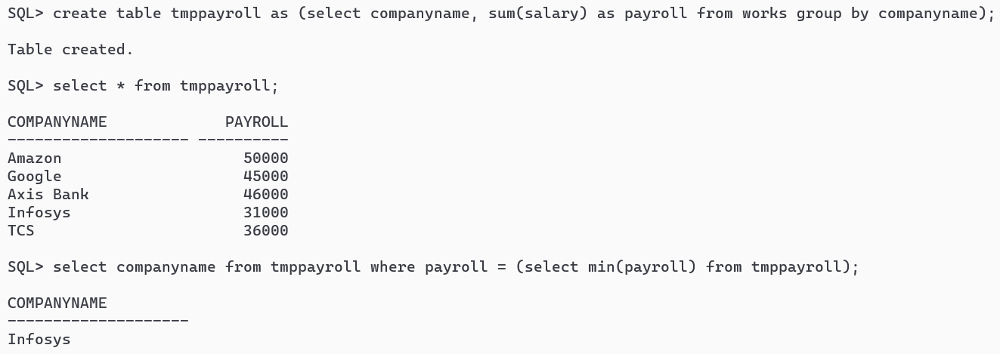 SQL> create table tmppayroll as (select companyname, sum(salary) as payroll from works group by companyname);
Table created.
SQL> select * from tmppayroll;
COMPANYNAME             PAYROLL
-------------------- ----------
Amazon                    50000
Google                    45000
Axis Bank                 46000
Infosys                   31000
TCS                       36000
SQL> select companyname from tmppayroll where payroll = (select min(payroll) from tmppayroll);
COMPANYNAME
--------------------
Infosys